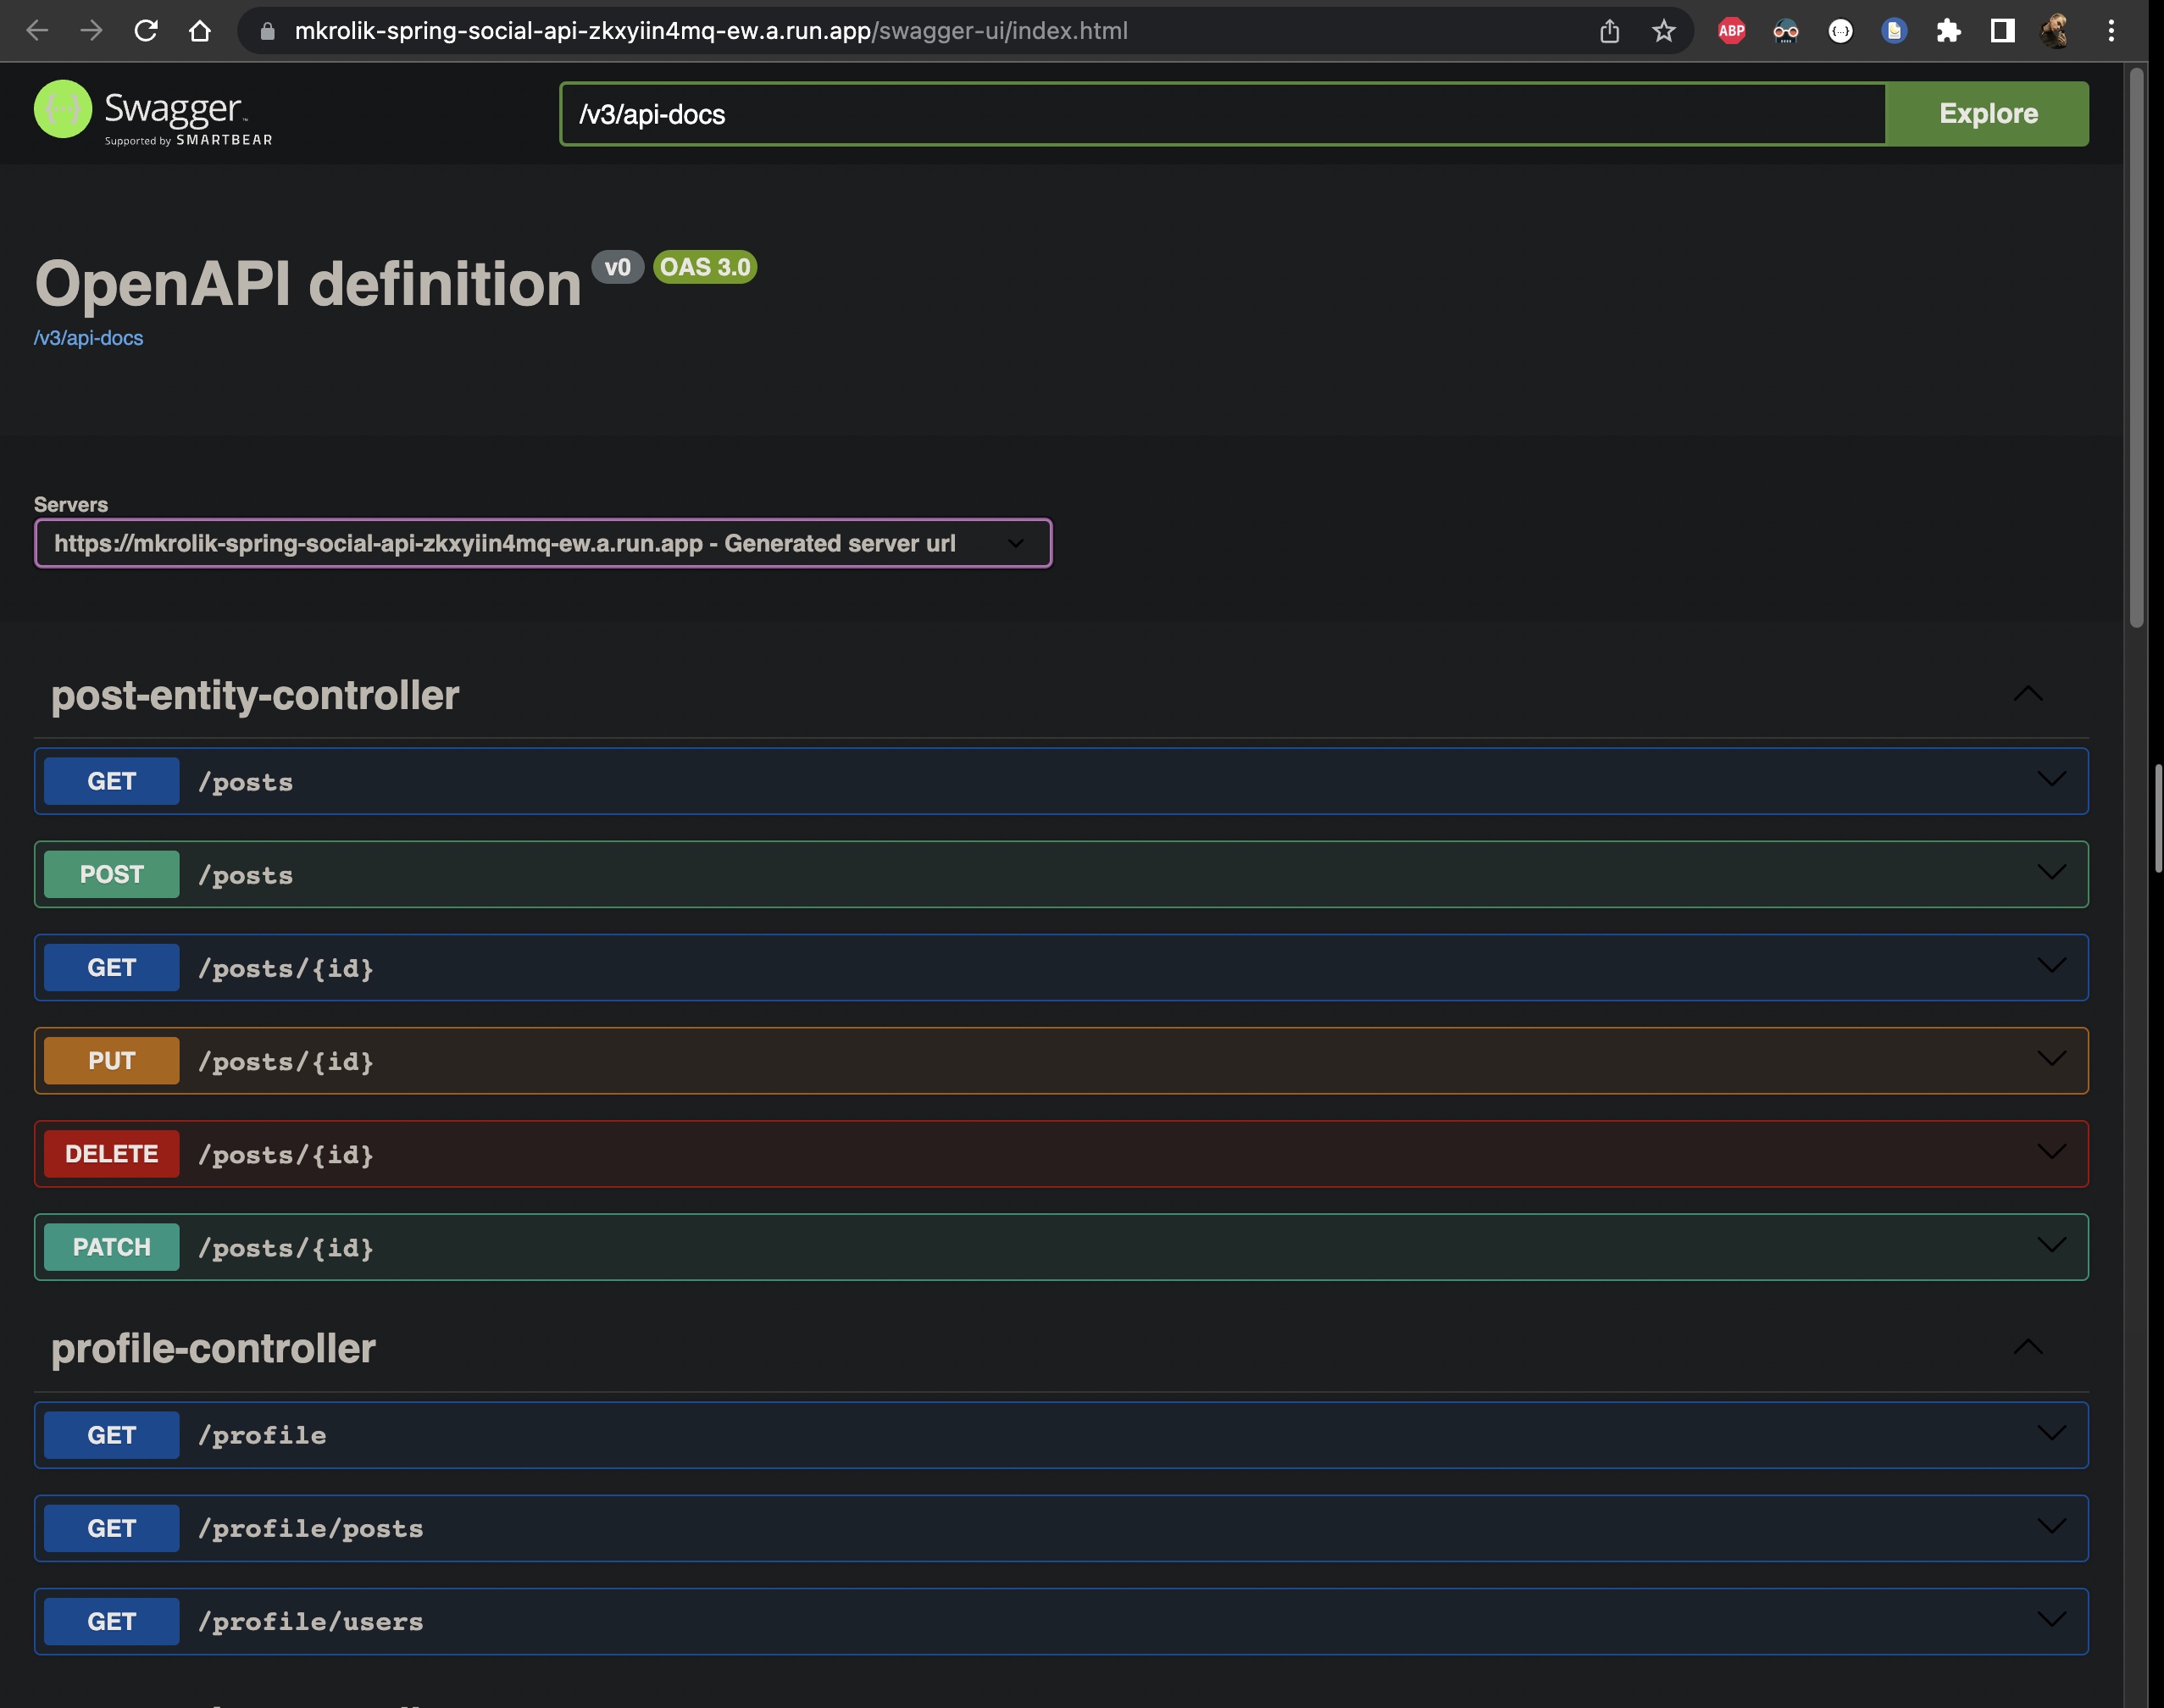 mkrolik-spring-social-api-zkxyiin4mq-ew.a.run.app/swagger-ui/index.html
ABP
{...}
Swagger™
Supported by SMARTBEAR
/v3/api-docs
Explore
OpenAPI definition v0 OAS 3.0
/v3/api-docs
Servers
https://mkrolik-spring-social-api-zkxyiin4mq-ew.a.run.app - Generated server url
post-entity-controller
GET /posts
POST /posts
GET /posts/{id}
PUT /posts/{id}
DELETE /posts/{id}
PATCH /posts/{id}
profile-controller
GET /profile
GET /profile/posts
GET /profile/users